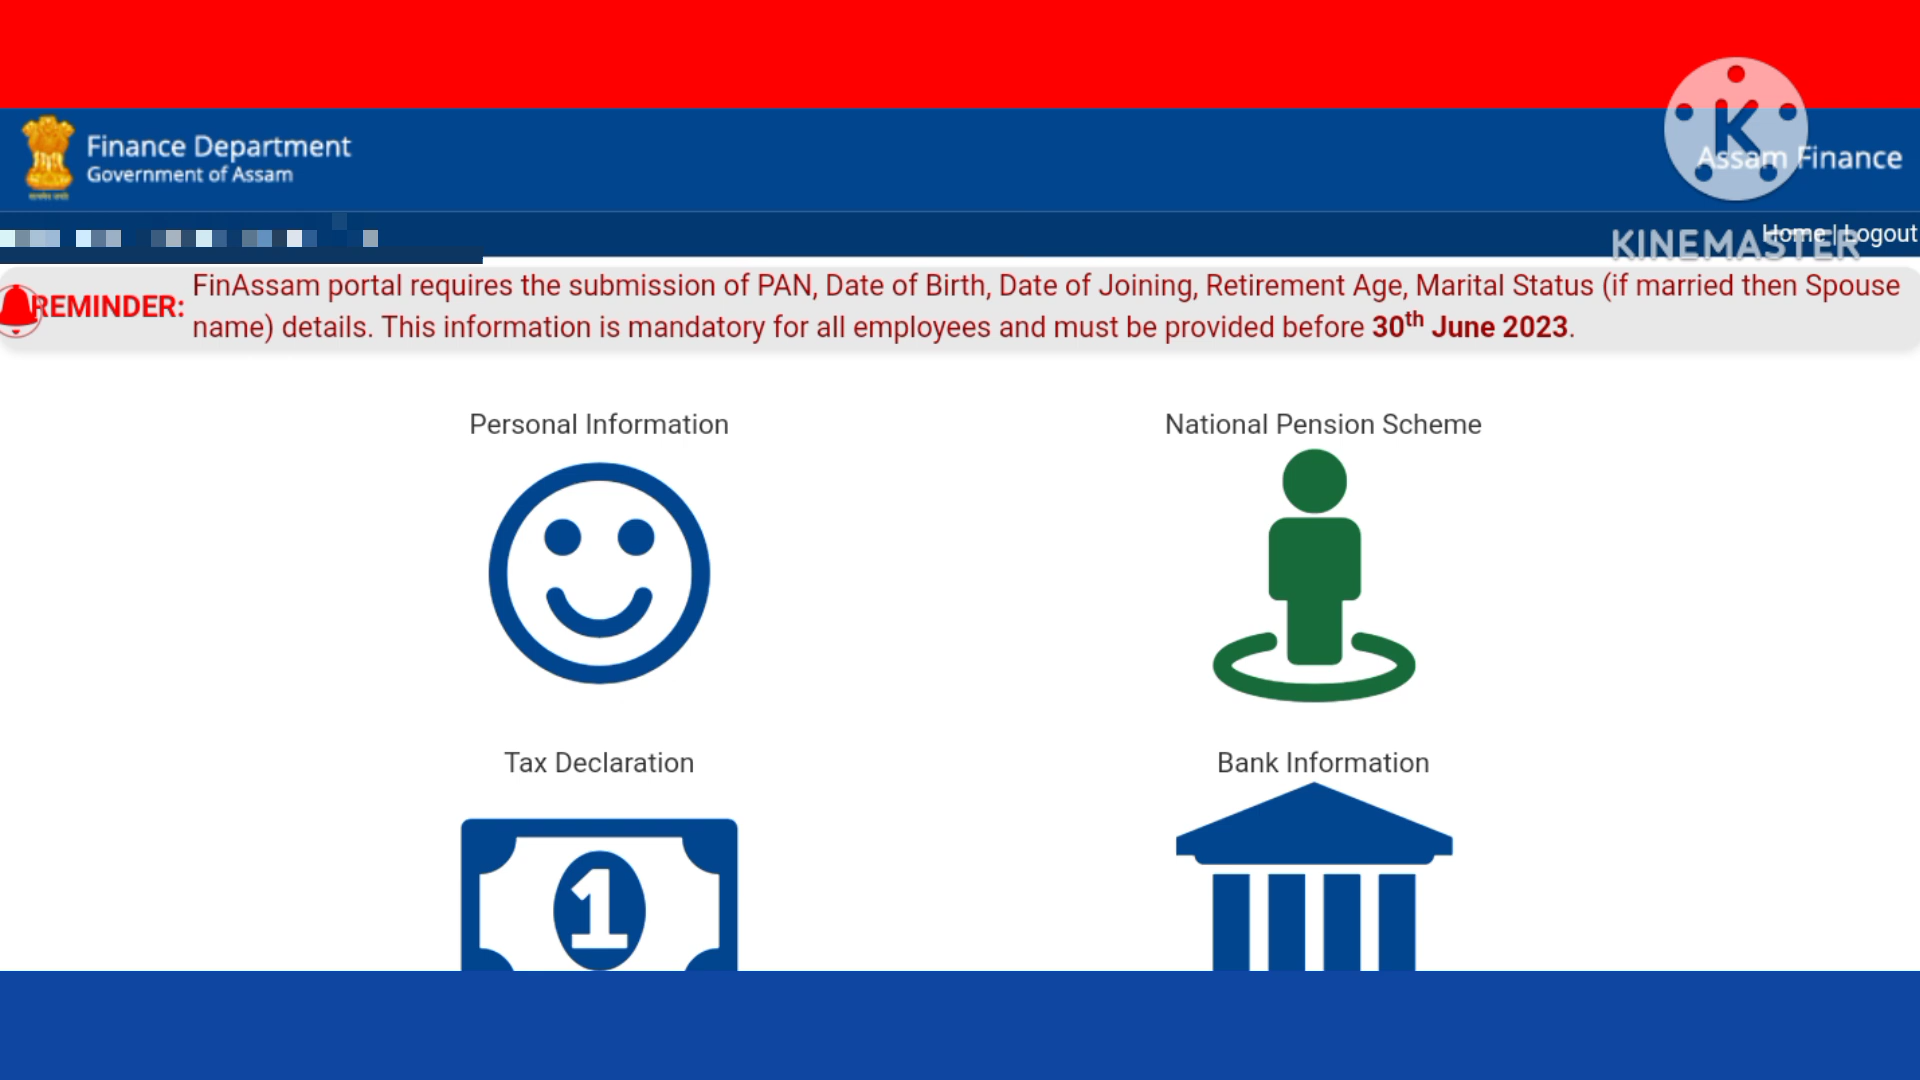 Finance Department
Government of Assam
Assam Finance
Home | Logout
KINEMASTER
REMINDER:
FinAssam portal requires the submission of PAN, Date of Birth, Date of Joining, Retirement Age, Marital Status (if married then Spouse
name) details. This information is mandatory for all employees and must be provided before 30th June 2023.
Personal Information
National Pension Scheme
Tax Declaration
Bank Information
1
K